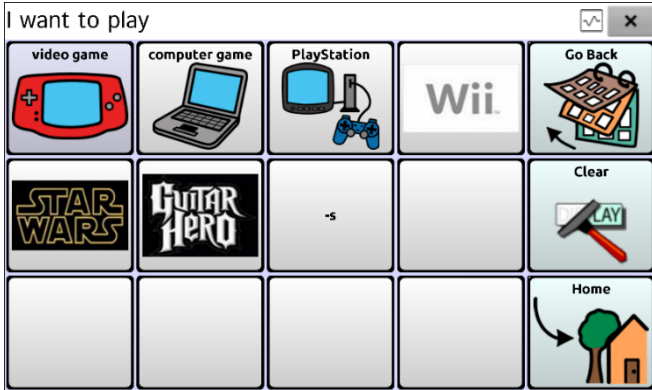 I want to play
video game
computer game
PlayStation
Wii
Go Back
STAR
WARS
GUITAR
HERO
-s
Clear
DISPLAY
Home